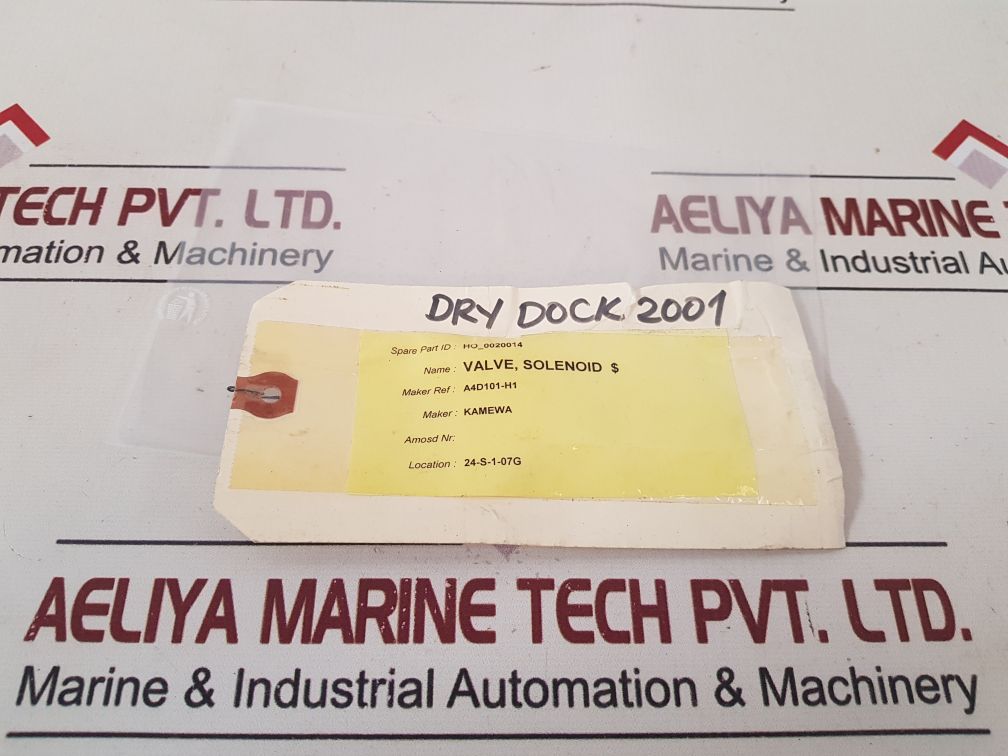 TECH PVT. LTD.
mation & Machinery
AELIYA MARINE T
Marine & Industrial Au
DRY DOCK 2001
Spare Part ID : HO_0020014
Name : VALVE, SOLENOID $
Maker Ref : A4D101-H1
Maker : KAMEWA
Amosd Nr:
Location : 24-S-1-07G
AELIYA MARINE TECH PVT. LTD.
Marine & Industrial Automation & Machinery